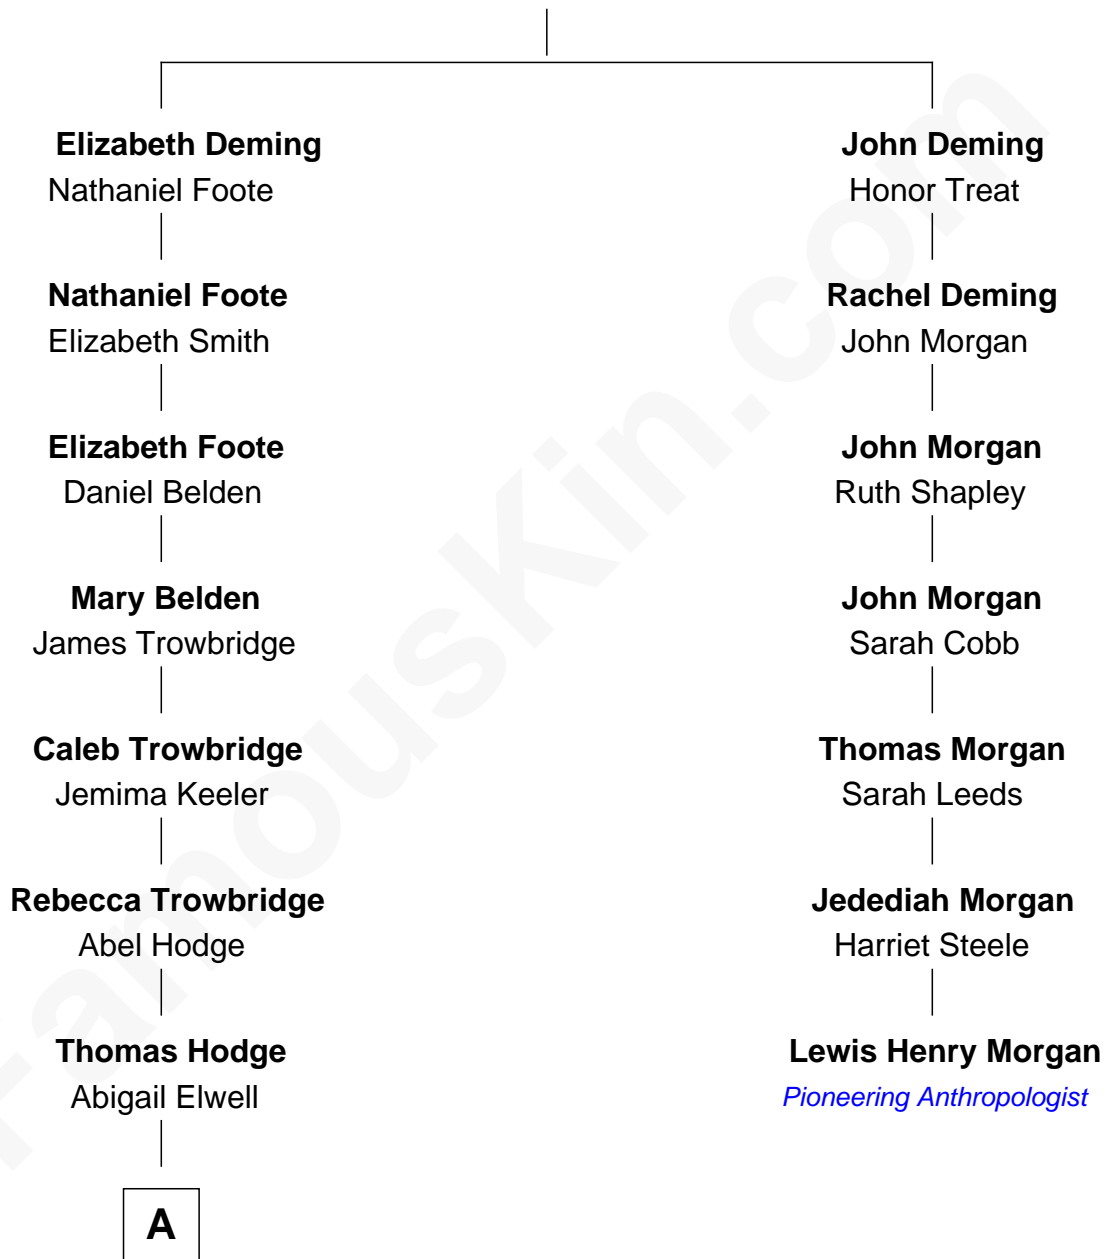 Elizabeth Deming
Nathaniel Foote
John Deming
Honor Treat
Nathaniel Foote
Elizabeth Smith
Rachel Deming
John Morgan
Elizabeth Foote
Daniel Belden
John Morgan
Ruth Shapley
Mary Belden
James Trowbridge
John Morgan
Sarah Cobb
Caleb Trowbridge
Jemima Keeler
Thomas Morgan
Sarah Leeds
Rebecca Trowbridge
Abel Hodge
Jedediah Morgan
Harriet Steele
Thomas Hodge
Abigail Elwell
Lewis Henry Morgan
Pioneering Anthropologist
A
FamousKin.com